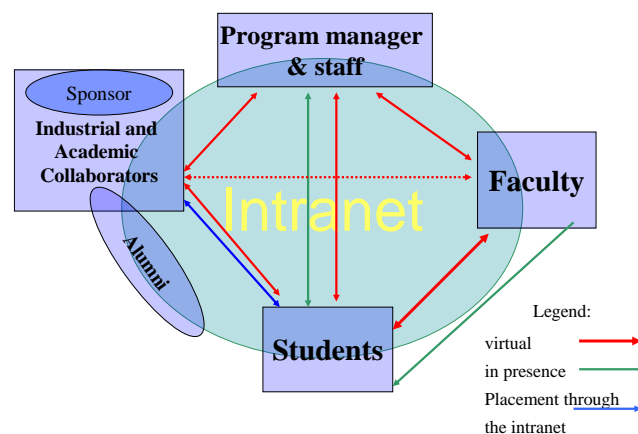 Program manager
& staff
Sponsor
Industrial and
Academic
Collaborators
Faculty
Intranet
Alumni
Students
Legend:
virtual
in presence
Placement through
the intranet